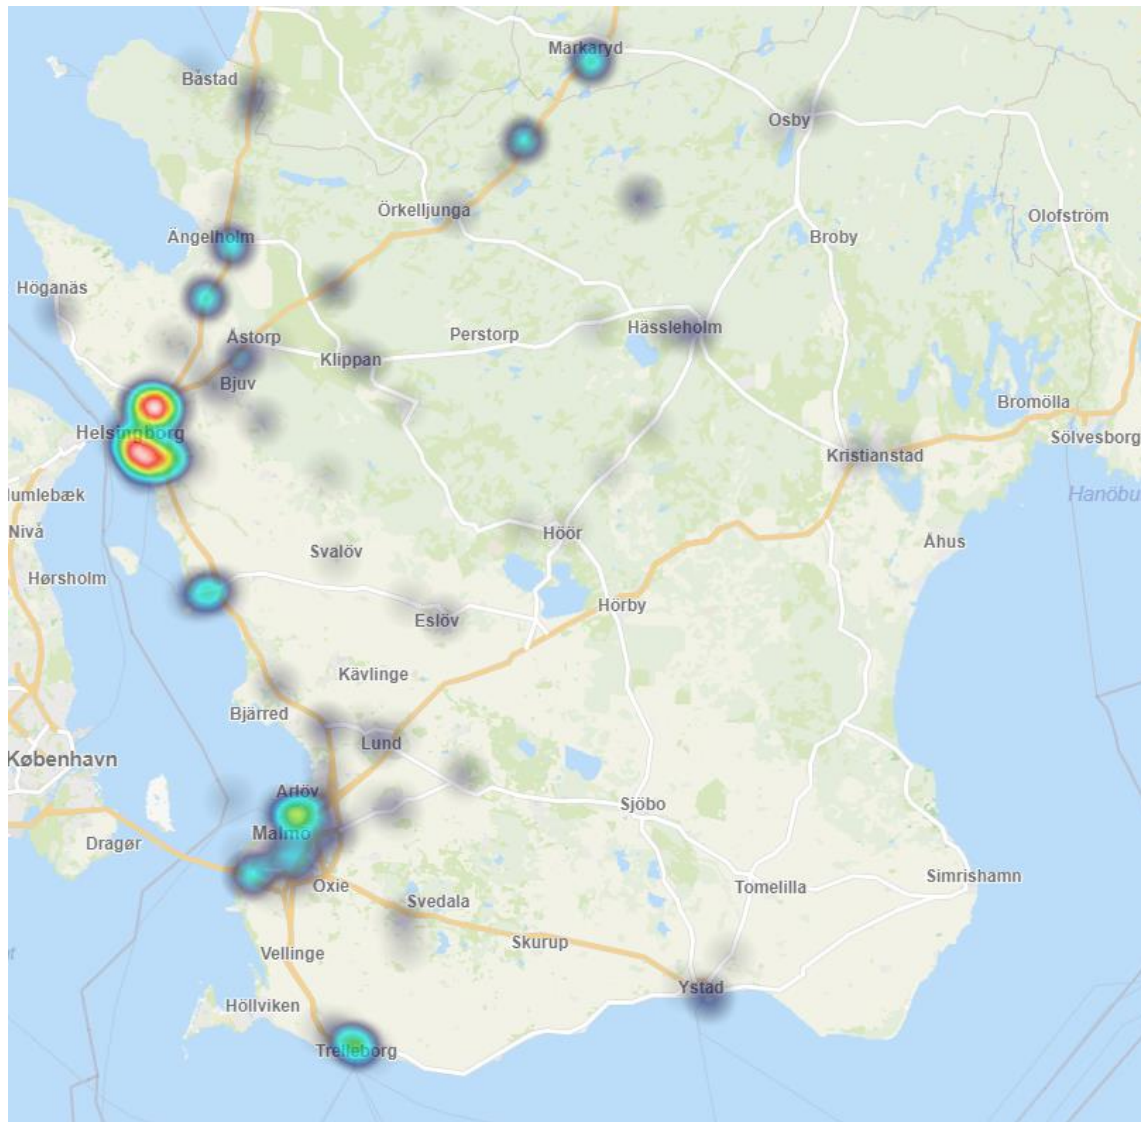 Markaryd
Båstad
Osby
Örkelljunga
Olofström
Ängelholm
Broby
Höganäs
Hässleholm
Åstorp
Perstorp
Klippan
Bjuv
Bromölla
Helsingborg
Sölvesborg
Kristianstad
Humlebæk
Hanöbu
Nivå
Höör
Åhus
Svalöv
Hørsholm
Hörby
Eslöv
Kävlinge
Bjärred
Lund
København
Arlöv
Sjöbo
Malmö
Dragør
Simrishamn
Oxie
Tomelilla
Svedala
Skurup
Vellinge
Ystad
Höllviken
Trelleborg